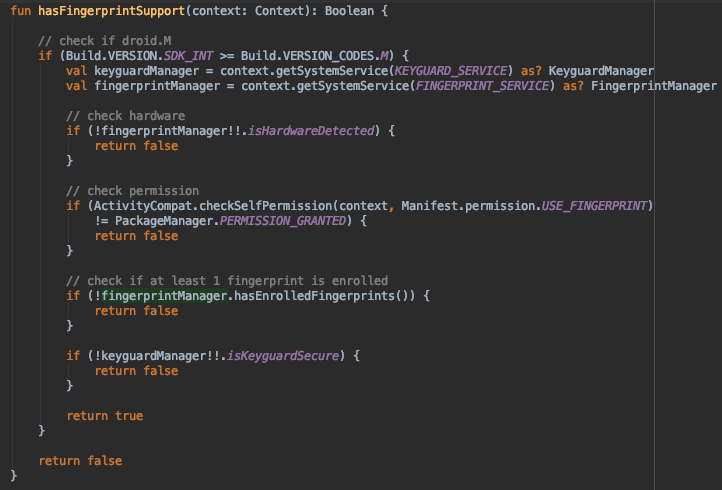 fun hasFingerprintSupport(context: Context): Boolean {
// check if droid.M
if (Build.VERSION.SDK_INT >= Build.VERSION_CODES.M) {
val keyguardManager = context.getSystemService(KEYGUARD_SERVICE) as? KeyguardManager
val fingerprintManager = context.getSystemService(FINGERPRINT_SERVICE) as? FingerprintManager
// check hardware
if (!fingerprintManager!!.isHardwareDetected) {
return false
}
// check permission
if (ActivityCompat.checkSelfPermission(context, Manifest.permission.USE_FINGERPRINT)
!= PackageManager.PERMISSION_GRANTED) {
return false
}
// check if at least 1 fingerprint is enrolled
if (!fingerprintManager.hasEnrolledFingerprints()) {
return false
}
if (!keyguardManager!!.isKeyguardSecure) {
return false
}
return true
}
return false
}